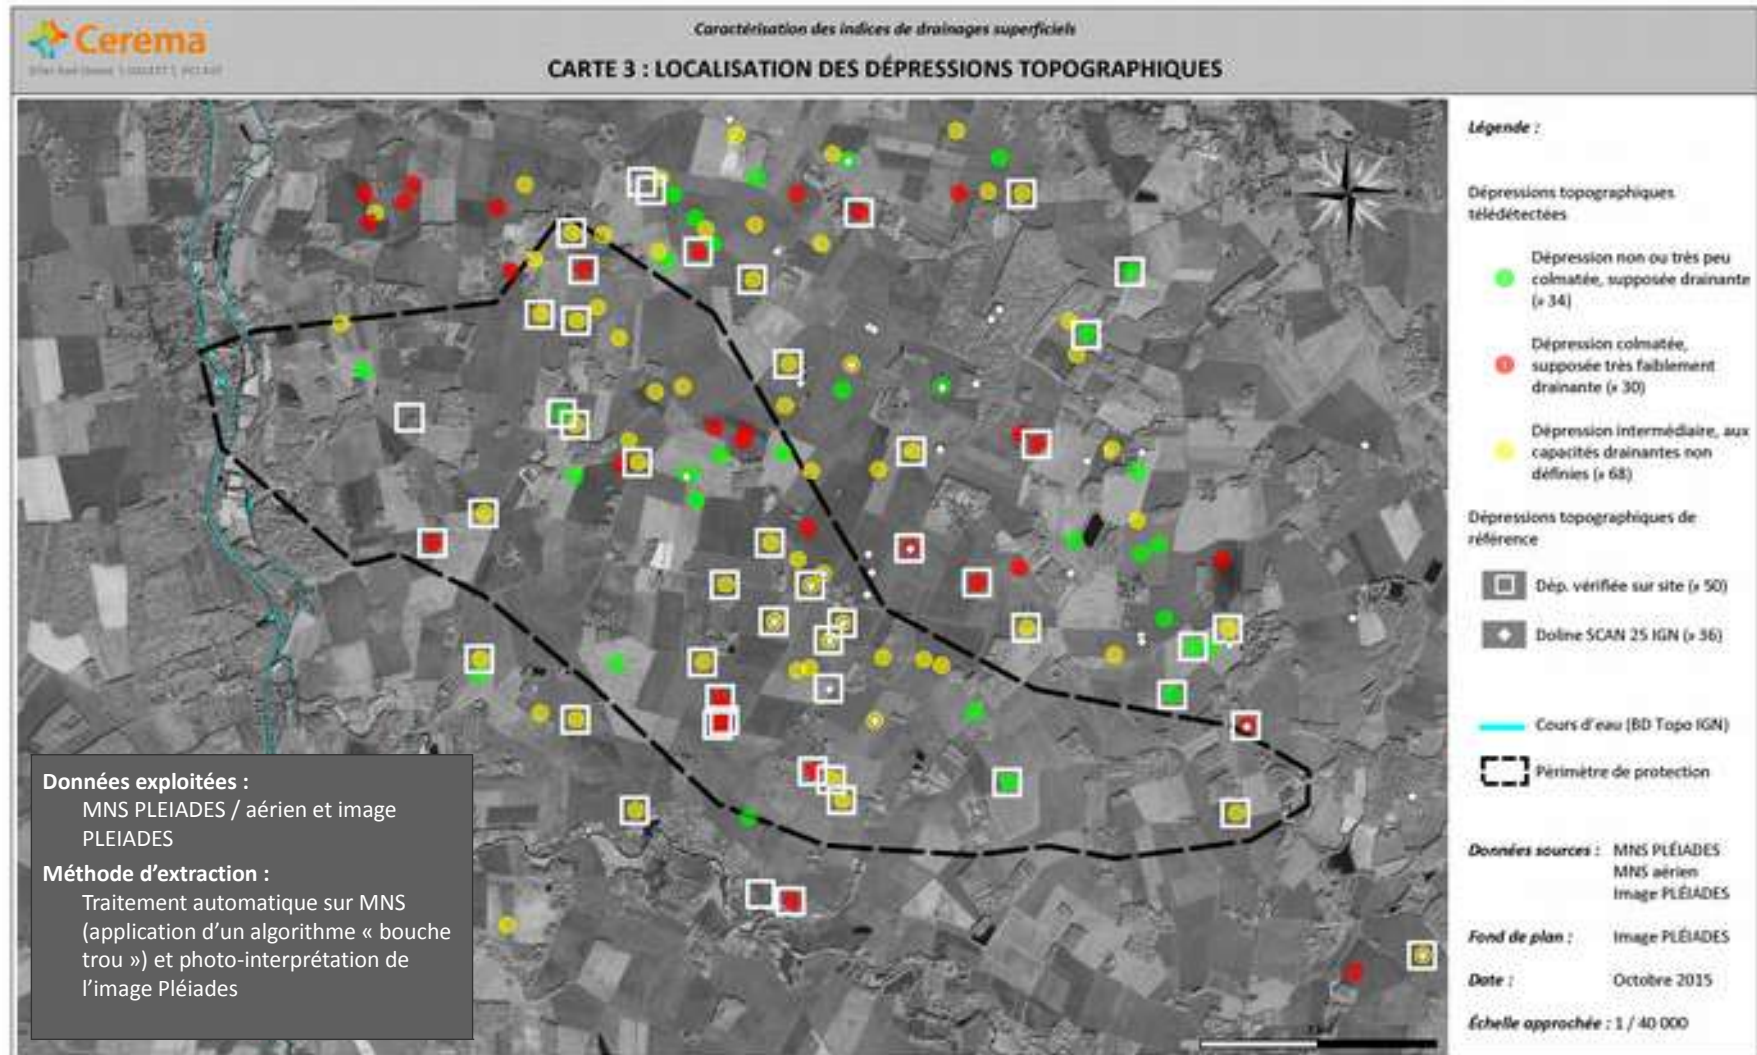 Cerema
Caractérisation des indices de drainages superficiels
CARTE 3 : LOCALISATION DES DÉPRESSIONS TOPOGRAPHIQUES
Légende :
Dépressions topographiques
télédétectées
Dépression non ou très peu
colmatée, supposée drainante
(x 34)
Dépression colmatée,
supposée très faiblement
drainante (x 30)
Dépression intermédiaire, aux
capacités drainantes non
définies (x 68)
Dépressions topographiques de
référence
Dép. vérifiée sur site (x 50)
Doline SCAN 25 IGN (x 36)
Cours d'eau (BD Topo IGN)
Périmètre de protection
Données sources : MNS PLÉIADES
MNS aérien
Image PLÉIADES
Fond de plan : Image PLÉIADES
Date : Octobre 2015
Échelle approchée : 1 / 40 000
Données exploitées :
MNS PLEIADES / aérien et image
PLEIADES
Méthode d’extraction :
Traitement automatique sur MNS
(application d’un algorithme « bouche
trou ») et photo-interprétation de
l’image Pléiades